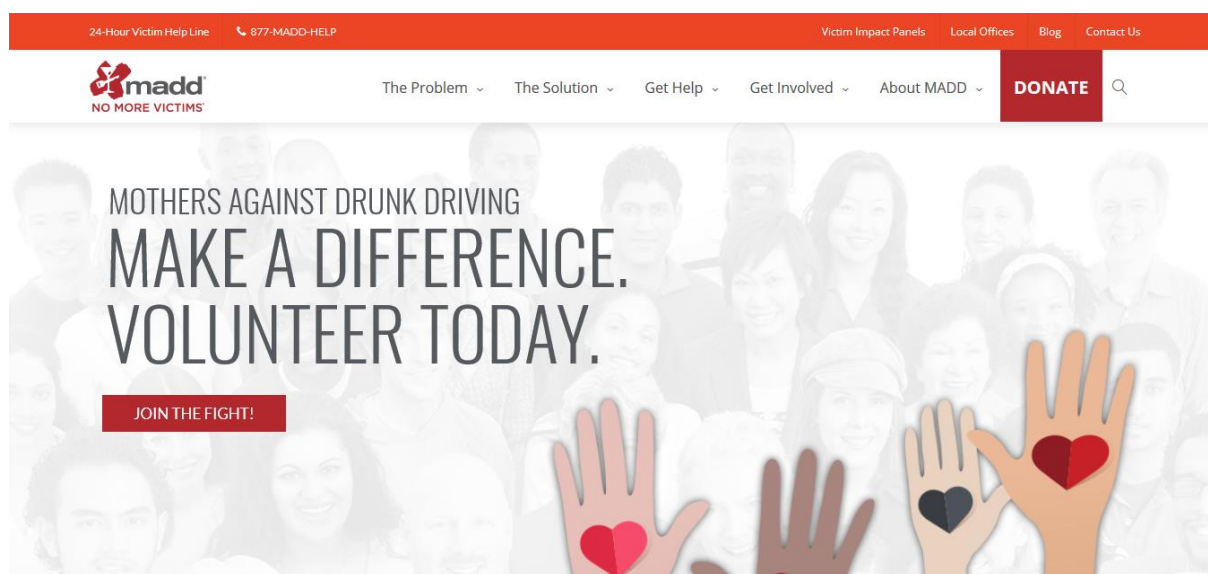 24-Hour Victim Help Line 877-MADD-HELP Victim Impact Panels Local Offices Blog Contact Us
madd®
NO MORE VICTIMS®
The Problem The Solution Get Help Get Involved About MADD DONATE
MOTHERS AGAINST DRUNK DRIVING
MAKE A DIFFERENCE.
VOLUNTEER TODAY.
JOIN THE FIGHT!